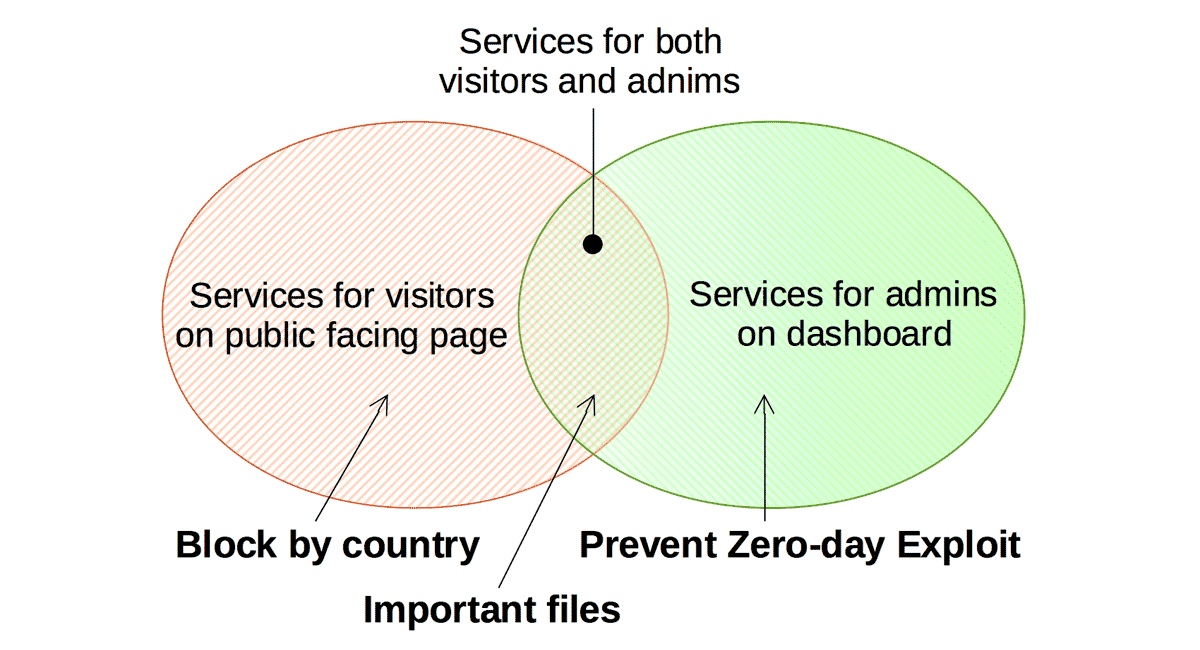 Services for both
visitors and adnims
Services for visitors
on public facing page
Services for admins
on dashboard
Block by country
Prevent Zero-day Exploit
Important files